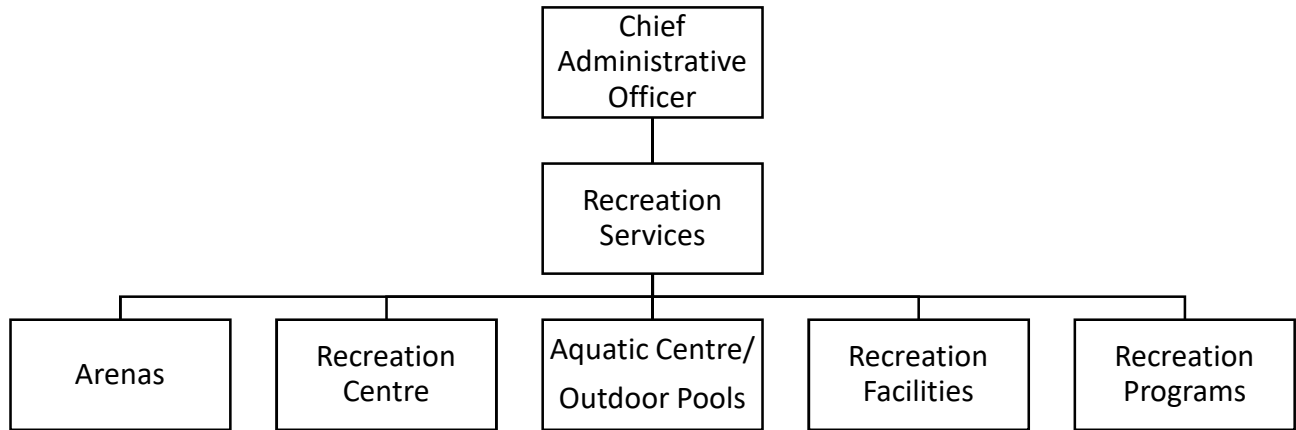 Chief
Administrative
Officer
Recreation
Services
Arenas
Recreation
Centre
Aquatic Centre/
Outdoor Pools
Recreation
Facilities
Recreation
Programs